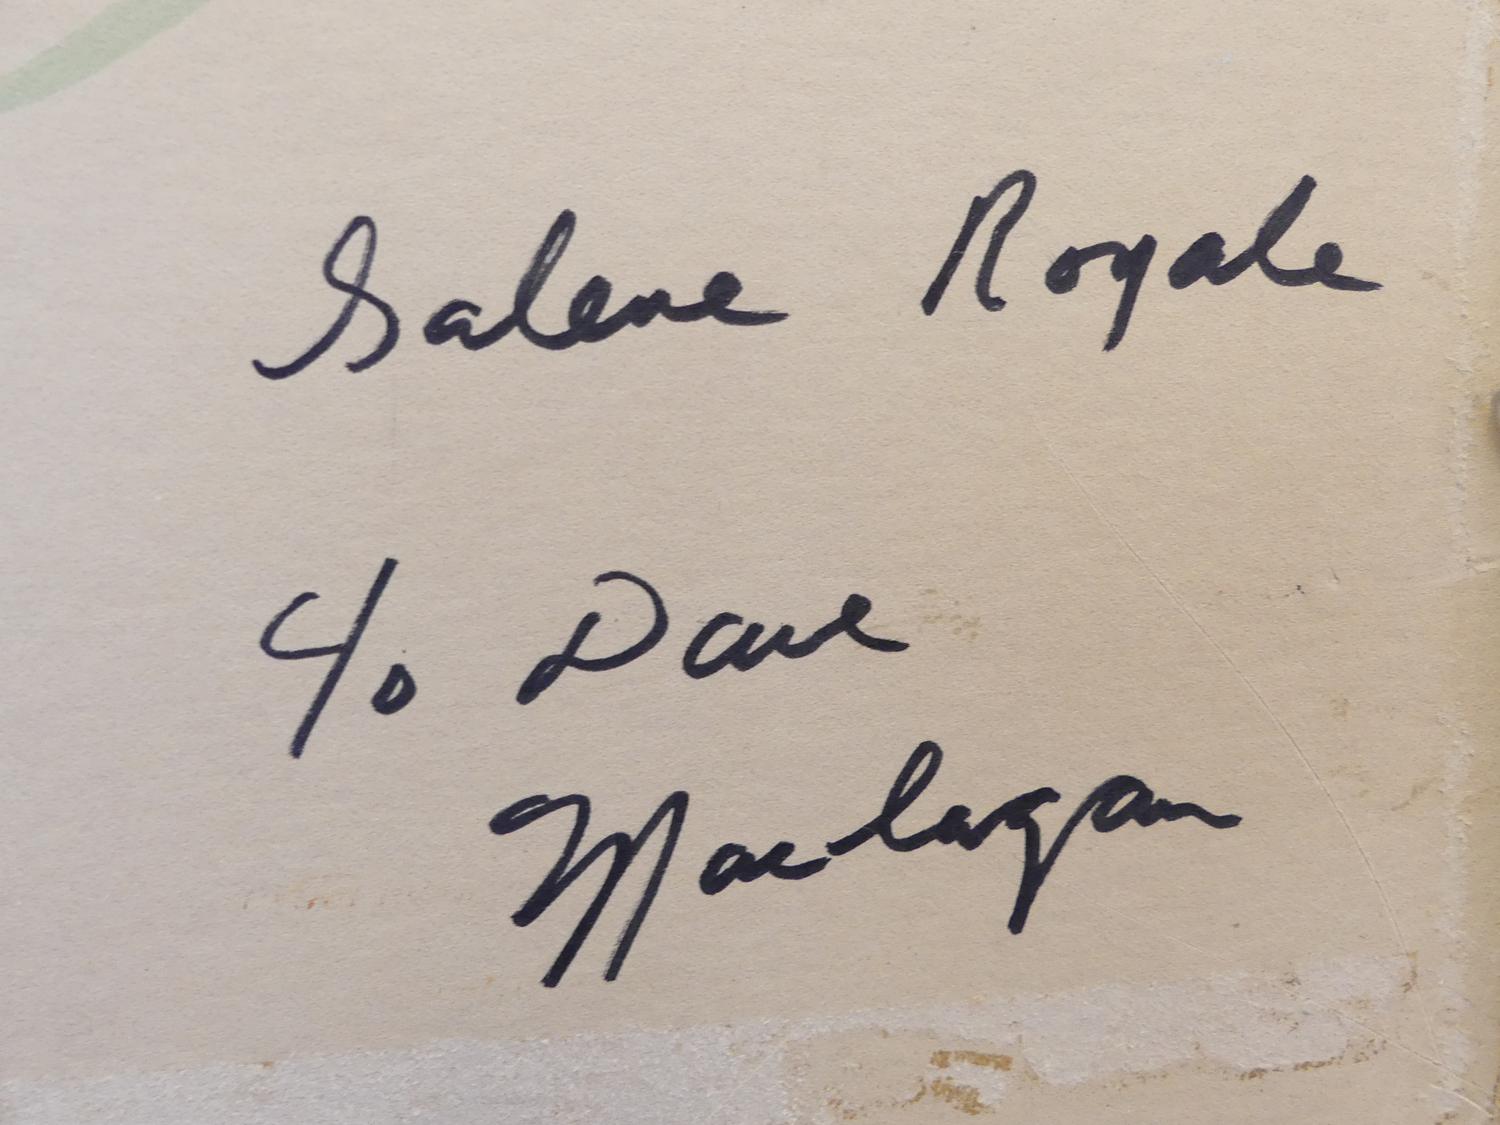 Salene Royale
c/o Dave
Maclagan